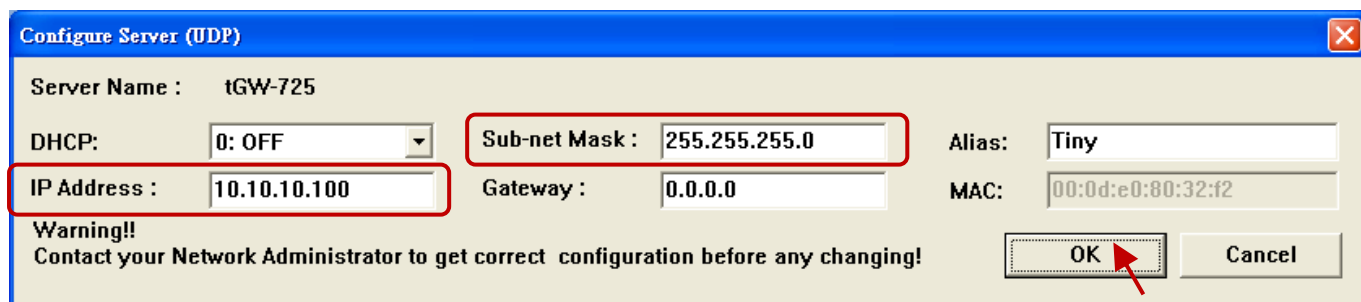 Configure Server (UDP)
Server Name : tGW-725
DHCP: 0: OFF Sub-net Mask : 255.255.255.0 Alias: Tiny
IP Address : 10.10.10.100 Gateway : 0.0.0.0 MAC: 00:0d:e0:80:32:f2
Warning!!
Contact your Network Administrator to get correct configuration before any changing!
OK Cancel